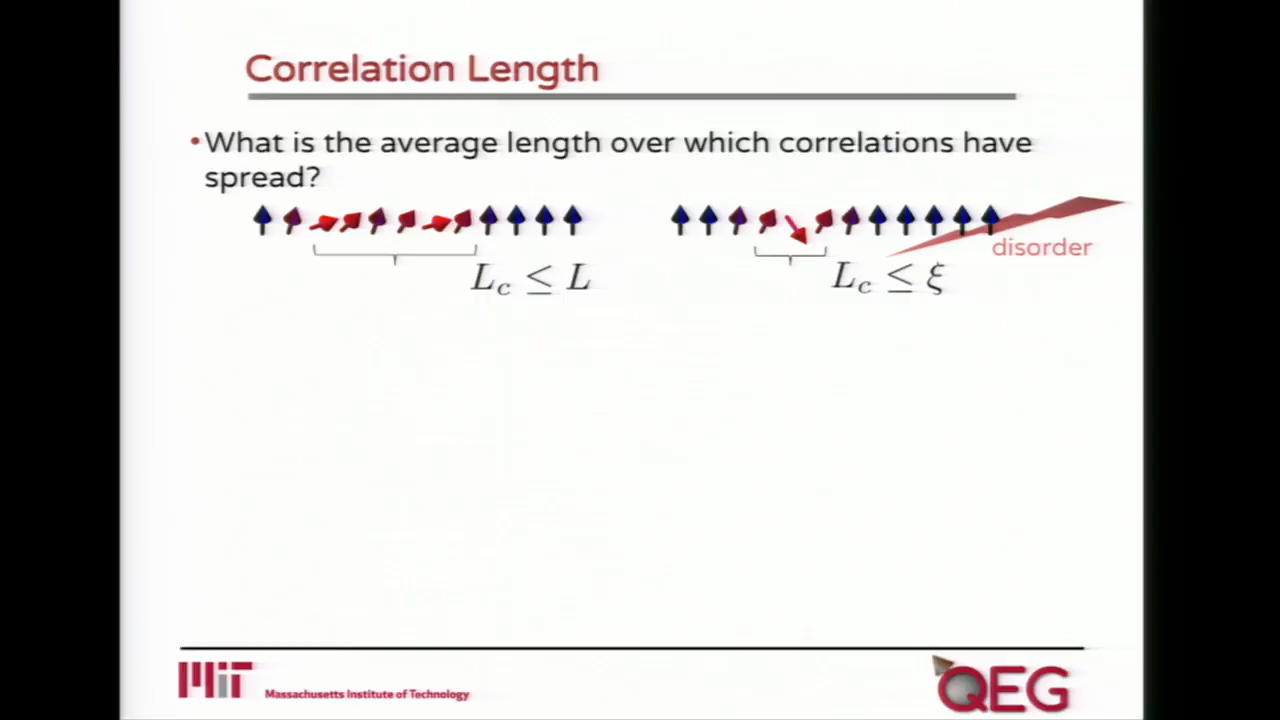 Correlation Length
•What is the average length over which correlations have
spread?
disorder
L_c ≤ L
L_c ≤ ξ
MIT
Massachusetts Institute of Technology
QEG